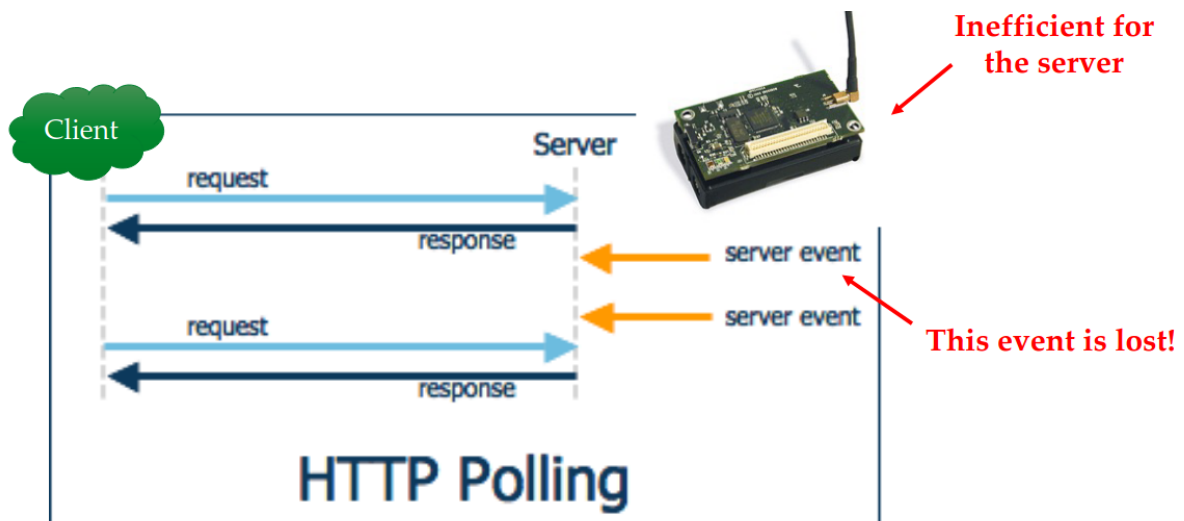 Inefficient for
the server
Client
Server
request
response
server event
server event
This event is lost!
request
response
HTTP Polling